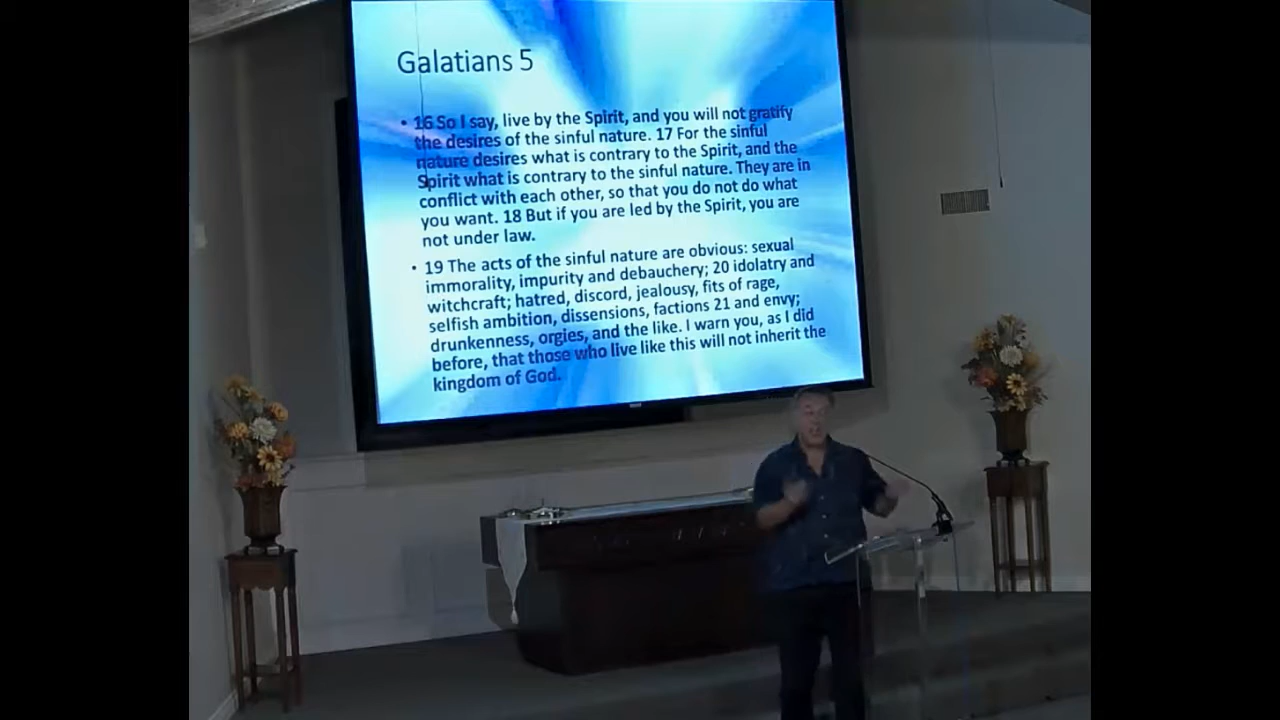 Galatians 5
• 16 So I say, live by the Spirit, and you will not gratify
the desires of the sinful nature. 17 For the sinful
nature desires what is contrary to the Spirit, and the
Spirit what is contrary to the sinful nature. They are in
conflict with each other, so that you do not do what
you want. 18 But if you are led by the Spirit, you are
not under law.
• 19 The acts of the sinful nature are obvious: sexual
immorality, impurity and debauchery; 20 idolatry and
witchcraft; hatred, discord, jealousy, fits of rage,
selfish ambition, dissensions, factions 21 and envy;
drunkenness, orgies, and the like. I warn you, as I did
before, that those who live like this will not inherit the
kingdom of God.